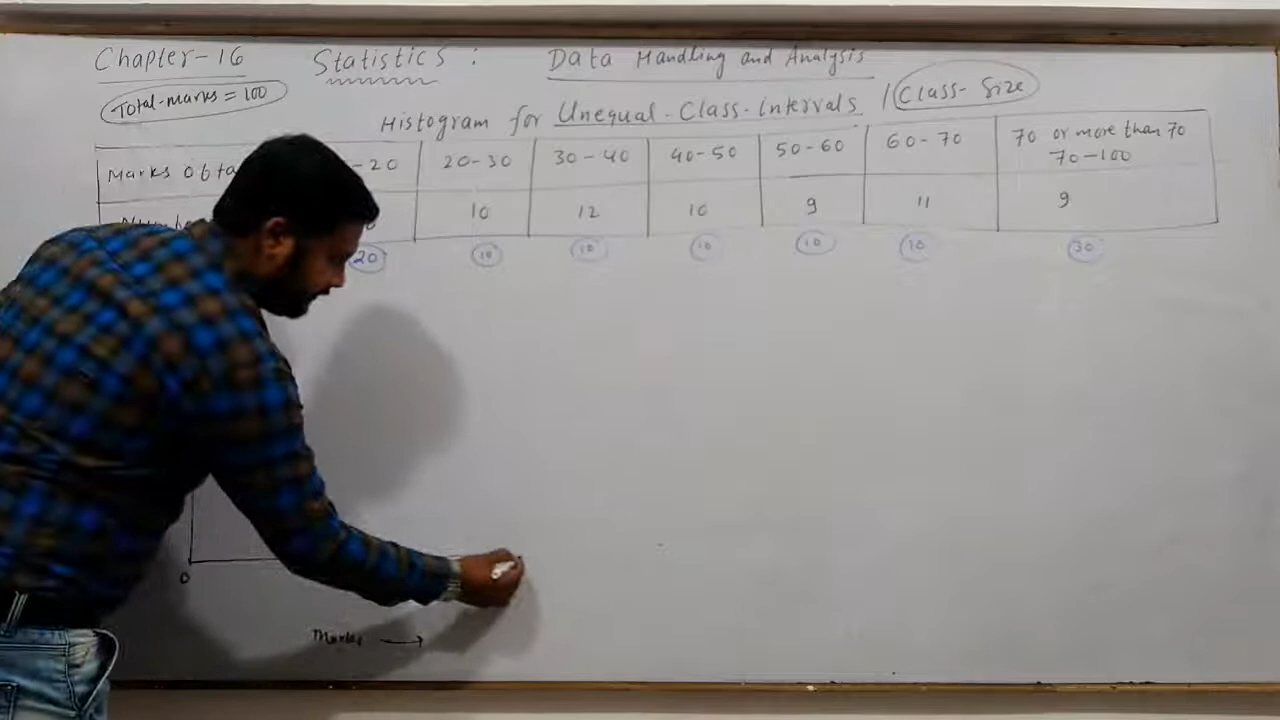 Chapter-16 Statistics : Data Handling and Analysis
Total-marks = 100
Histogram for Unequal-Class-intervals / Class-Size
Marks Obta -20 20-30 30-40 40-50 50-60 60-70 70 or more than 70
70-100
10 12 10 9 11 9
20 10 10 10 10 10 30
0
Marks →